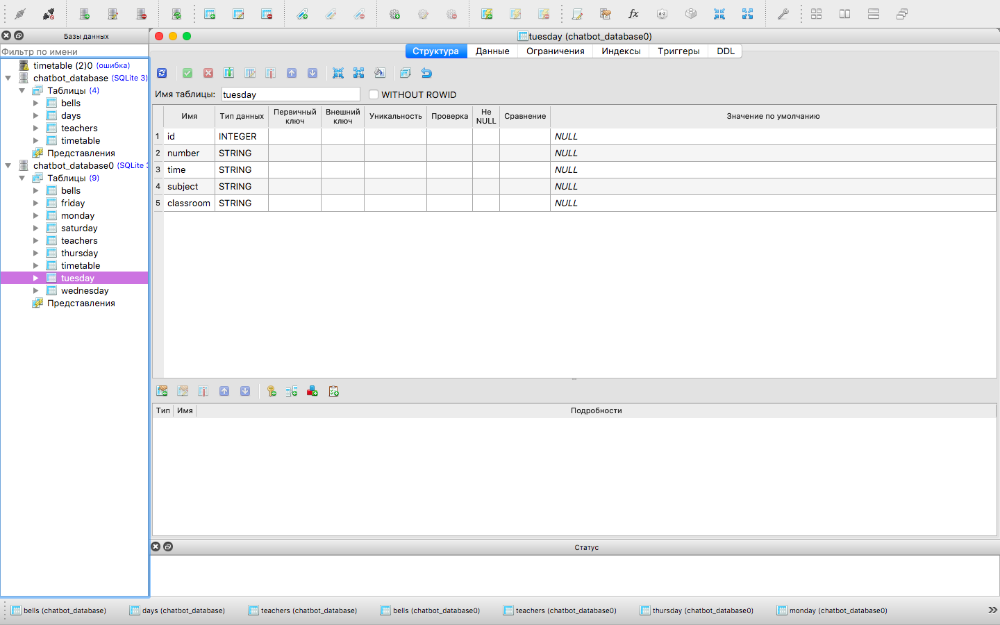 fx
a-z
Базы данных
tuesday (chatbot_database0)
Фильтр по имени
Структура Данные Ограничения Индексы Триггеры DDL
timetable (2)0 (ошибка)
chatbot_database (SQLite 3)
Таблицы (4)
bells
days
teachers
timetable
Представления
chatbot_database0 (SQLite 3
Таблицы (9)
bells
friday
monday
saturday
teachers
thursday
timetable
tuesday
wednesday
Представления
Имя таблицы: tuesday WITHOUT ROWID
Имя Тип данных Первичный ключ Внешний ключ Уникальность Проверка Не NULL Сравнение Значение по умолчанию
1 id INTEGER NULL
2 number STRING NULL
3 time STRING NULL
4 subject STRING NULL
5 classroom STRING NULL
Тип Имя Подробности
Статус
bells (chatbot_database) days (chatbot_database) teachers (chatbot_database) bells (chatbot_database0) teachers (chatbot_database0) thursday (chatbot_database0) monday (chatbot_database0)